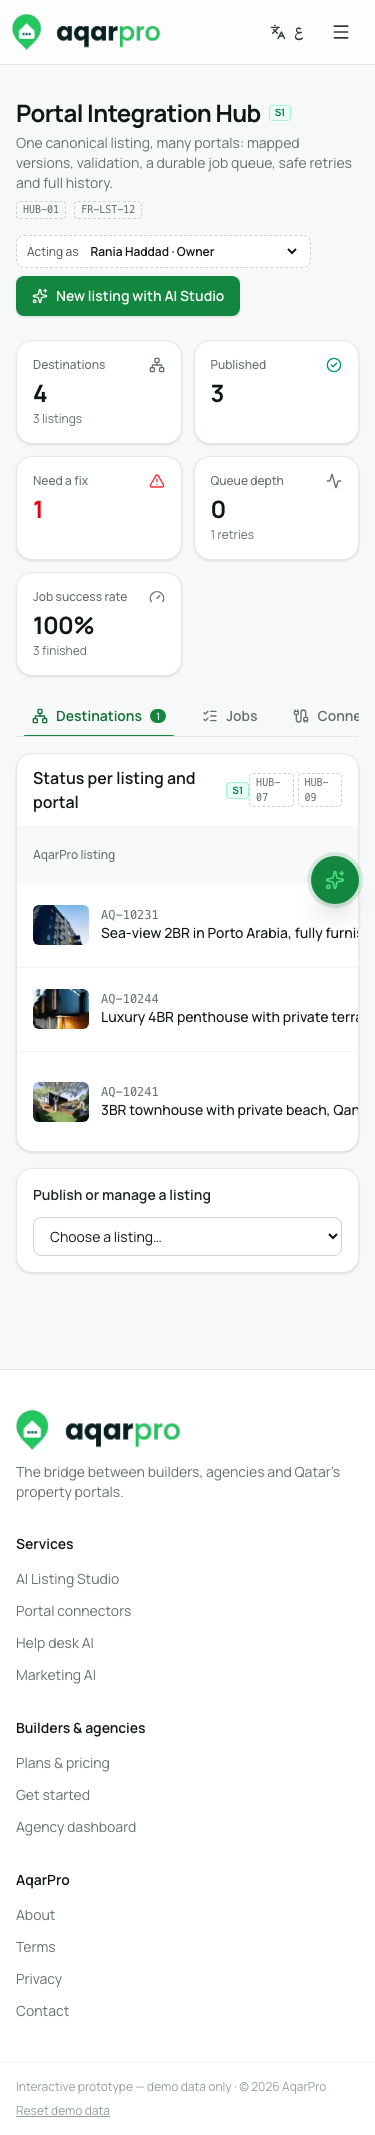 aqarpro
ع
Portal Integration Hub S1
One canonical listing, many portals: mapped
versions, validation, a durable job queue, safe retries
and full history.
HUB-01 FR-LST-12
Acting as Rania Haddad · Owner
New listing with AI Studio
Destinations
4
3 listings
Published
3
Need a fix
1
Queue depth
0
1 retries
Job success rate
100%
3 finished
Destinations 1 Jobs Conne
Status per listing and
portal
S1
HUB-
07
HUB-
09
AqarPro listing
AQ-10231
Sea-view 2BR in Porto Arabia, fully furnis
AQ-10244
Luxury 4BR penthouse with private terra
AQ-10241
3BR townhouse with private beach, Qan
Publish or manage a listing
Choose a listing...
aqarpro
The bridge between builders, agencies and Qatar's
property portals.
Services
AI Listing Studio
Portal connectors
Help desk AI
Marketing AI
Builders & agencies
Plans & pricing
Get started
Agency dashboard
AqarPro
About
Terms
Privacy
Contact
Interactive prototype — demo data only · © 2026 AqarPro
Reset demo data